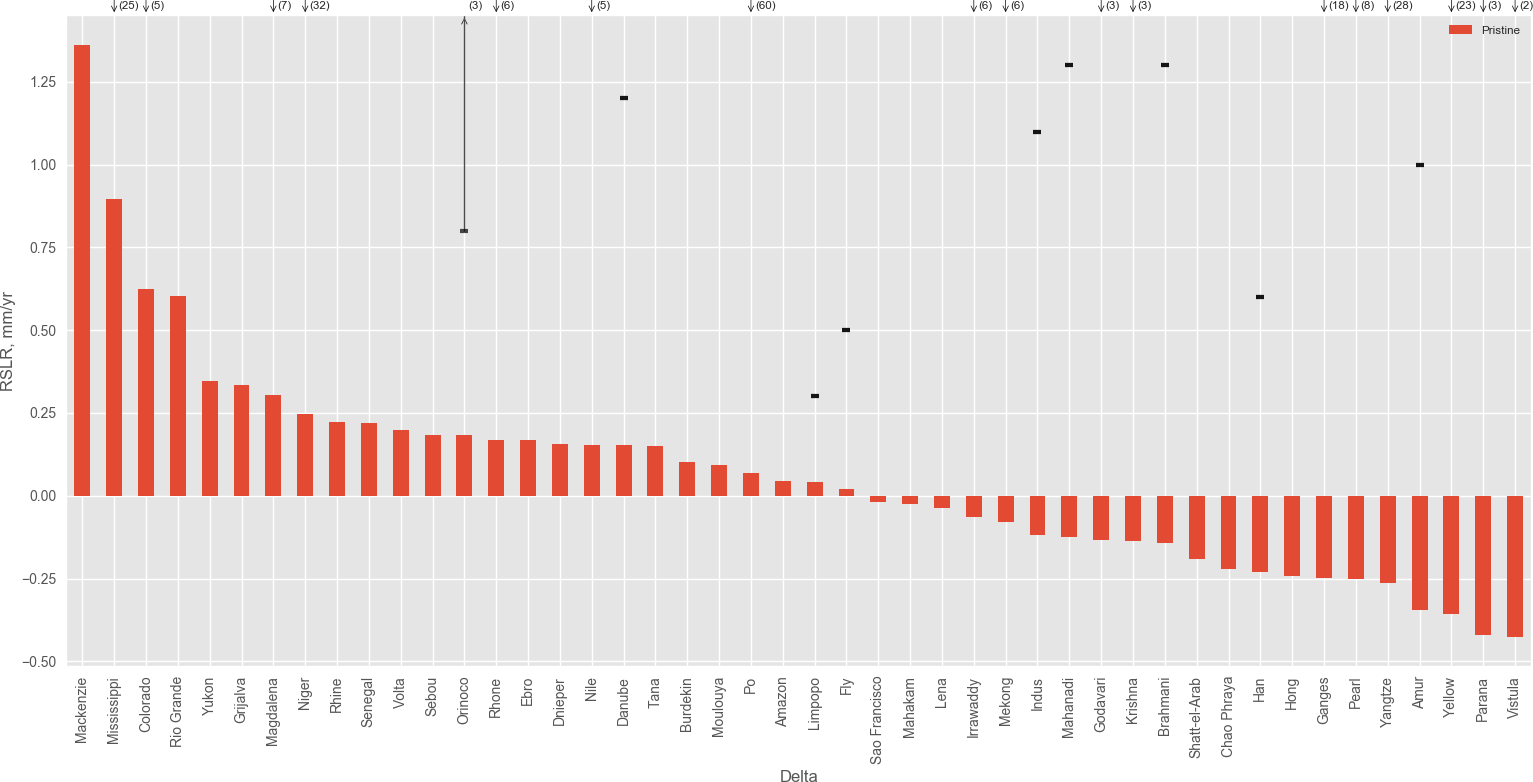 (25) (5) (7) (32) (3) (6) (5) (60) (6) (6) (3) (3) (18) (8) (28) (23) (3) (2)
Pristine
1.25
1.00
0.75
0.50
0.25
0.00
−0.25
−0.50
RSLR, mm/yr
Mackenzie
Mississippi
Colorado
Rio Grande
Yukon
Grijalva
Magdalena
Niger
Rhine
Senegal
Volta
Sebou
Orinoco
Rhone
Ebro
Dnieper
Nile
Danube
Tana
Burdekin
Moulouya
Po
Amazon
Limpopo
Fly
Sao Francisco
Mahakam
Lena
Irrawaddy
Mekong
Indus
Mahanadi
Godavari
Krishna
Brahmani
Shatt-el-Arab
Chao Phraya
Han
Hong
Ganges
Pearl
Yangtze
Amur
Yellow
Parana
Vistula
Delta